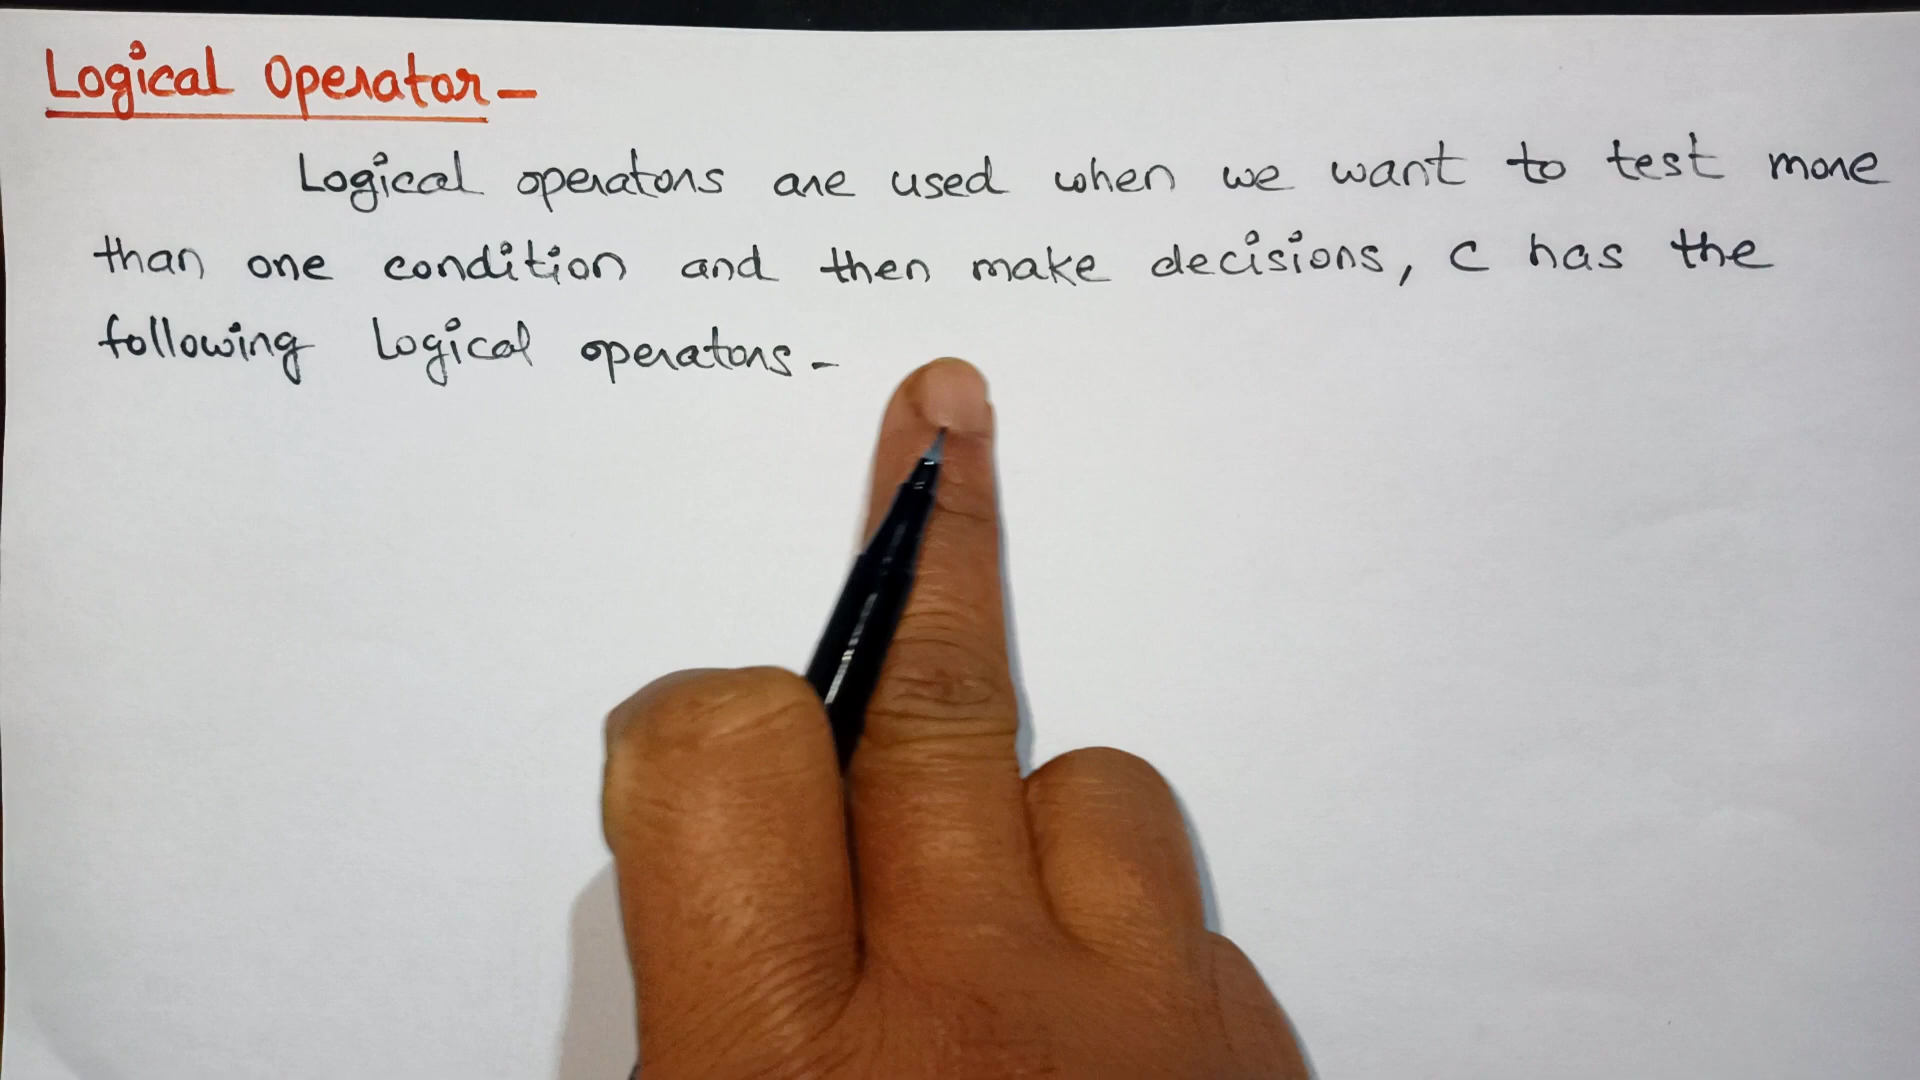 Logical Operator -
Logical operators are used when we want to test more
than one condition and then make decisions, C has the
following Logical operators -